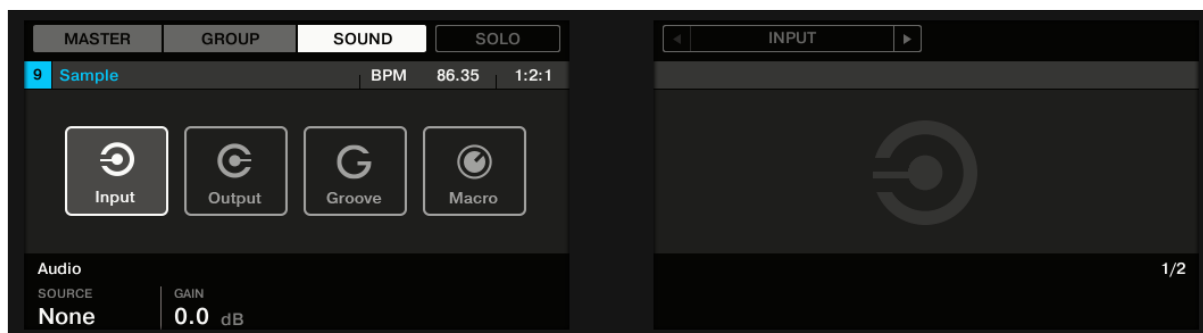 MASTER GROUP SOUND SOLO
INPUT
9 Sample BPM 86.35 1:2:1
Input Output Groove Macro
Audio 1/2
SOURCE GAIN
None 0.0 dB